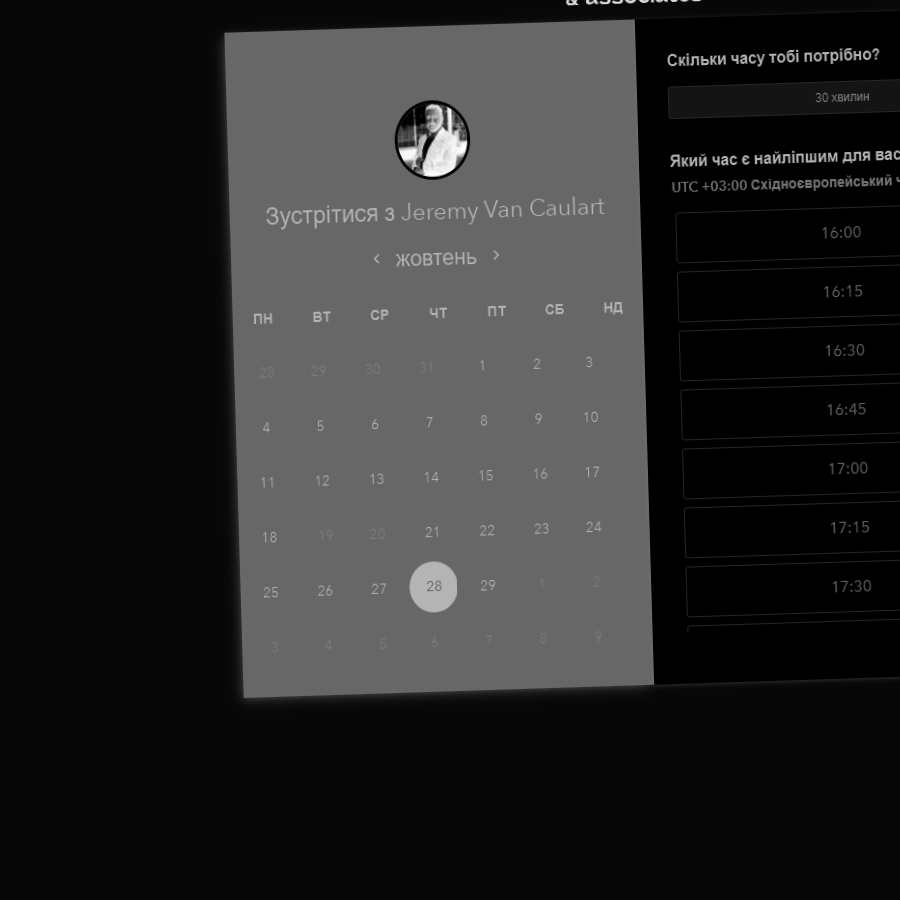 & associates
Зустрітися з Jeremy Van Caulart
жовтень
ПН ВТ СР ЧТ ПТ СБ НД
28 29 30 31 1 2 3
4 5 6 7 8 9 10
11 12 13 14 15 16 17
18 19 20 21 22 23 24
25 26 27 28 29 1 2
3 4 5 6 7 8 9
Скільки часу тобі потрібно?
30 хвилин
Який час є найліпшим для вас
UTC +03:00 Східноєвропейський
16:00
16:15
16:30
16:45
17:00
17:15
17:30